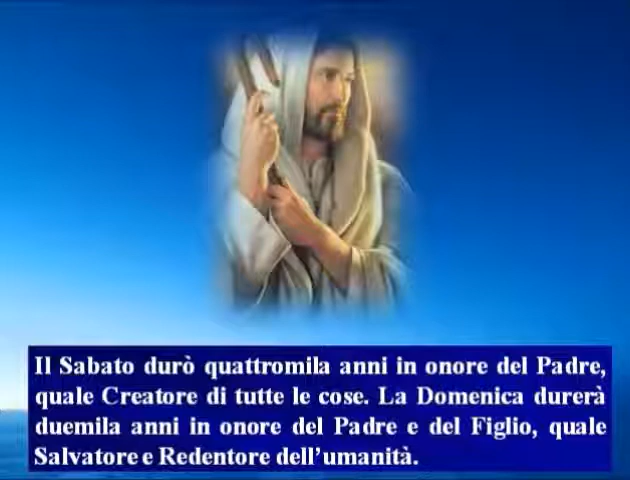 Il Sabato durò quattromila anni in onore del Padre,
quale Creatore di tutte le cose. La Domenica durerà
duemila anni in onore del Padre e del Figlio, quale
Salvatore e Redentore dell'umanità.